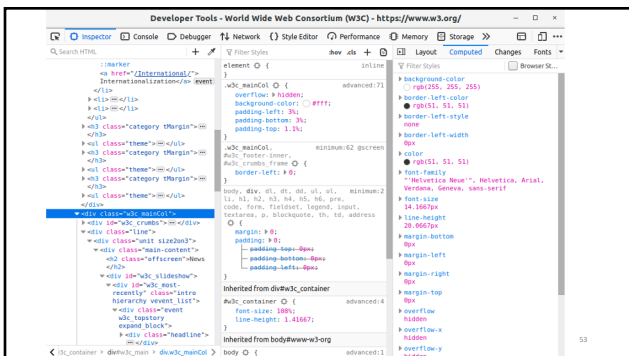 Developer Tools - World Wide Web Consortium (W3C) - https://www.w3.org/
Inspector Console Debugger Network Style Editor Performance Memory Storage
Search HTML
::marker
<a href="/International/">
Internationalization</a> event
</li>
<li></li>
<li></li>
</ul>
<h3 class="category tMargin">
</h3>
<ul class="theme"></ul>
<h3 class="category tMargin">
</h3>
<ul class="theme"></ul>
<h3 class="category tMargin">
</h3>
<ul class="theme"></ul>
</div>
<div class="w3c_mainCol">
<div id="w3c_crumbs"></div>
<div class="line">
<div class="unit size2on3">
<div class="main-content">
<h2 class="offscreen">News
</h2>
<div id="w3c_slideshow">
<div id="w3c_most-
recently" class="intro
hierarchy vevent_list">
<div class="event
w3c_topstory
expand_block">
<div class="headline">
</div>
i3c_container div#w3c_main div.w3c_mainCol
Filter Styles :hov .cls +
element { inline
}
.w3c_mainCol { advanced:71
overflow: hidden;
background-color: #fff;
padding-left: 3%;
padding-bottom: 3%;
padding-top: 1.1%;
}
.w3c_mainCol, minimum:62 @screen
#w3c_footer-inner,
#w3c_crumbs_frame {
border-left: 0;
}
body, div, dl, dt, dd, ul, ol, minimum:2
li, h1, h2, h3, h4, h5, h6, pre,
code, form, fieldset, legend, input,
textarea, p, blockquote, th, td, address
{
margin: 0;
padding: 0;
padding-top: 0px;
padding-bottom: 0px;
padding-left: 0px;
}
Inherited from div#w3c_container
#w3c_container { advanced:4
font-size: 108%;
line-height: 1.41667;
}
Inherited from body#www-w3-org
body { advanced:1
Layout Computed Changes Fonts
Filter Styles Browser St...
background-color
rgb(255, 255, 255)
border-left-color
rgb(51, 51, 51)
border-left-style
none
border-left-width
0px
color
rgb(51, 51, 51)
font-family
"'Helvetica Neue'", Helvetica, Arial,
Verdana, Geneva, sans-serif
font-size
14.1667px
line-height
20.0667px
margin-bottom
0px
margin-left
0px
margin-right
0px
margin-top
0px
overflow
hidden
overflow-x
hidden
overflow-y
hidden
53